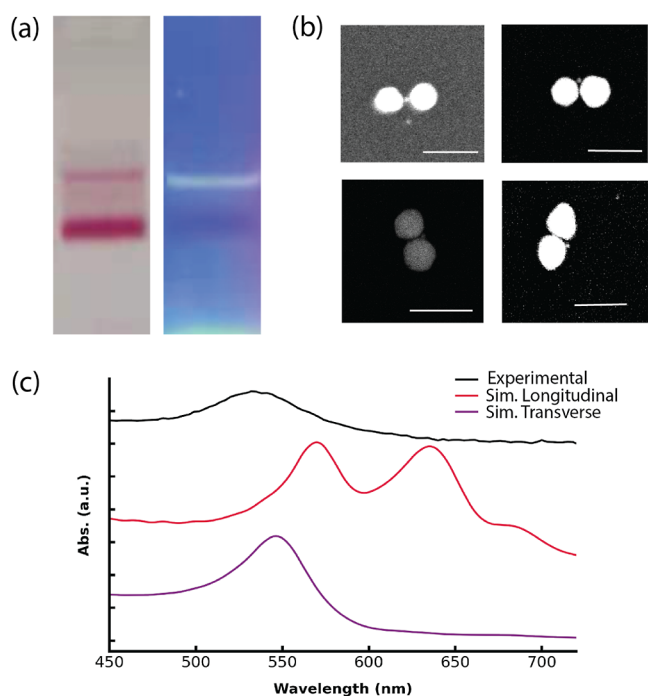 (a)
(b)
(c)
Experimental
Sim. Longitudinal
Sim. Transverse
Abs. (a.u.)
450 500 550 600 650 700
Wavelength (nm)